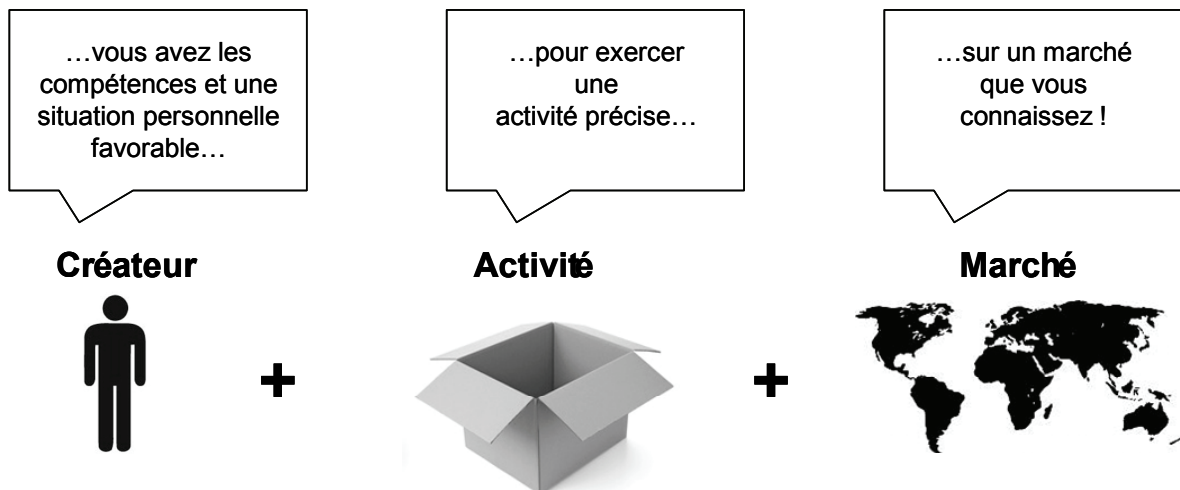 …vous avez les
compétences et une
situation personnelle
favorable…
…pour exercer
une
activité précise…
…sur un marché
que vous
connaissez !
Créateur
Activité
Marché
+
+